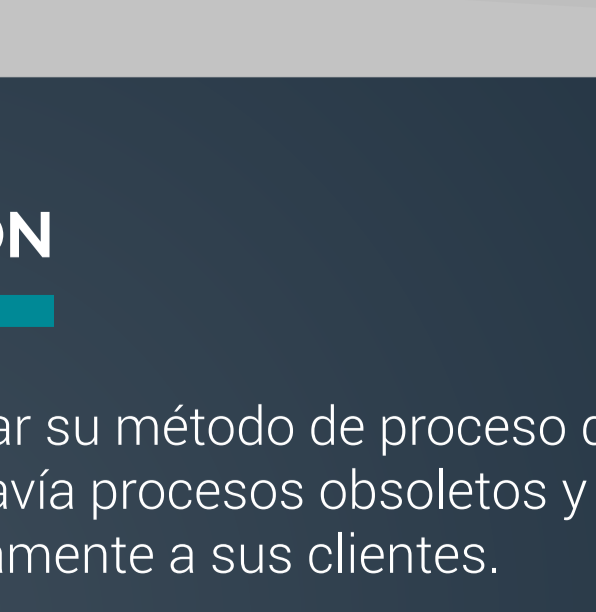 ON
ar su método de proceso
avía procesos obsoletos y
amente a sus clientes.